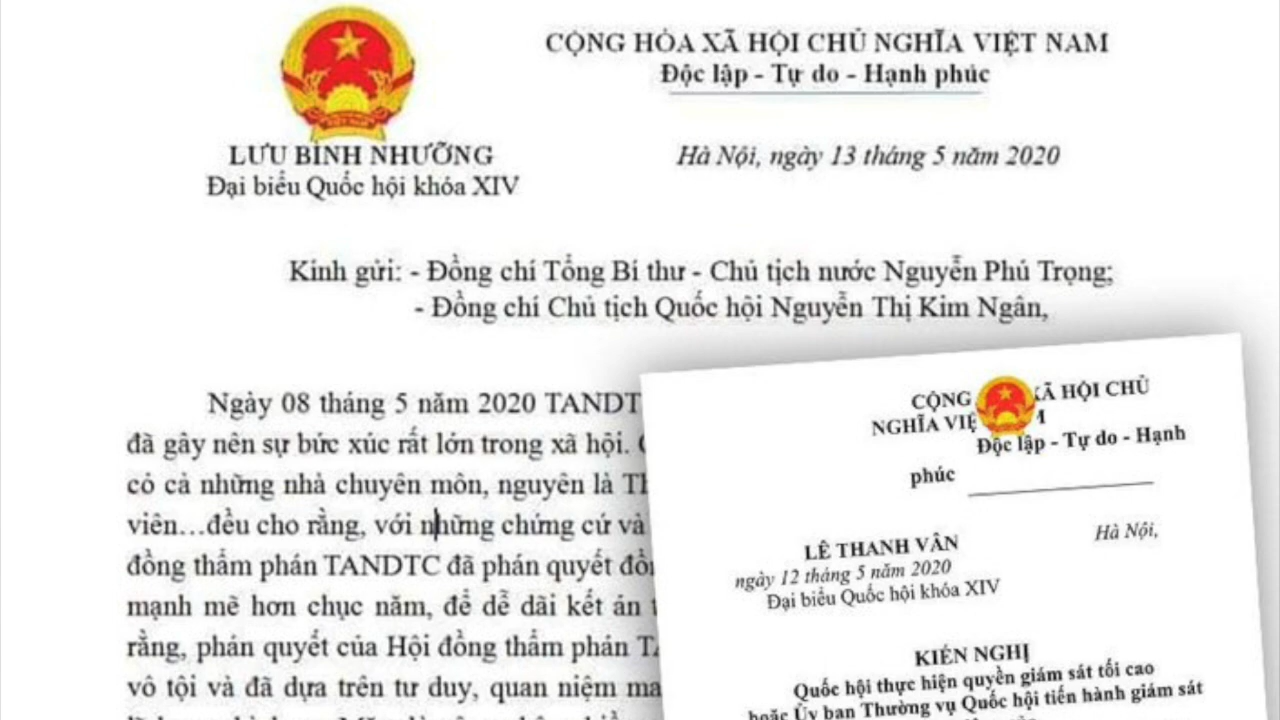 CỘNG HÒA XÃ HỘI CHỦ NGHĨA VIỆT NAM
Độc lập - Tự do - Hạnh phúc
LƯU BÌNH NHƯỠNG
Đại biểu Quốc hội khóa XIV
Hà Nội, ngày 13 tháng 5 năm 2020
Kính gửi: - Đồng chí Tổng Bí thư - Chủ tịch nước Nguyễn Phú Trọng;
- Đồng chí Chủ tịch Quốc hội Nguyễn Thị Kim Ngân,
Ngày 08 tháng 5 năm 2020 TANDT
đã gây nên sự bức xúc rất lớn trong xã hội.
có cả những nhà chuyên môn, nguyên là
viên...đều cho rằng, với những chứng cứ và
đồng thẩm phán TANDTC đã phán quyết
mạnh mẽ hơn chục năm, để dễ dãi kết án
rằng, phán quyết của Hội đồng thẩm phán
vô tội và đã dựa trên tư duy, quan niệm
CỘNG XÃ HỘI CHỦ
NGHĨA
Độc lập - Tự do - Hạnh
phúc
LÊ THANH VÂN
Hà Nội,
ngày 12 tháng 5 năm 2020
Đại biểu Quốc hội khóa XIV
KIẾN NGHỊ
Quốc hội thực hiện quyền giám sát tối cao
hoặc Ủy ban Thường vụ Quốc hội tiến hành giám sát